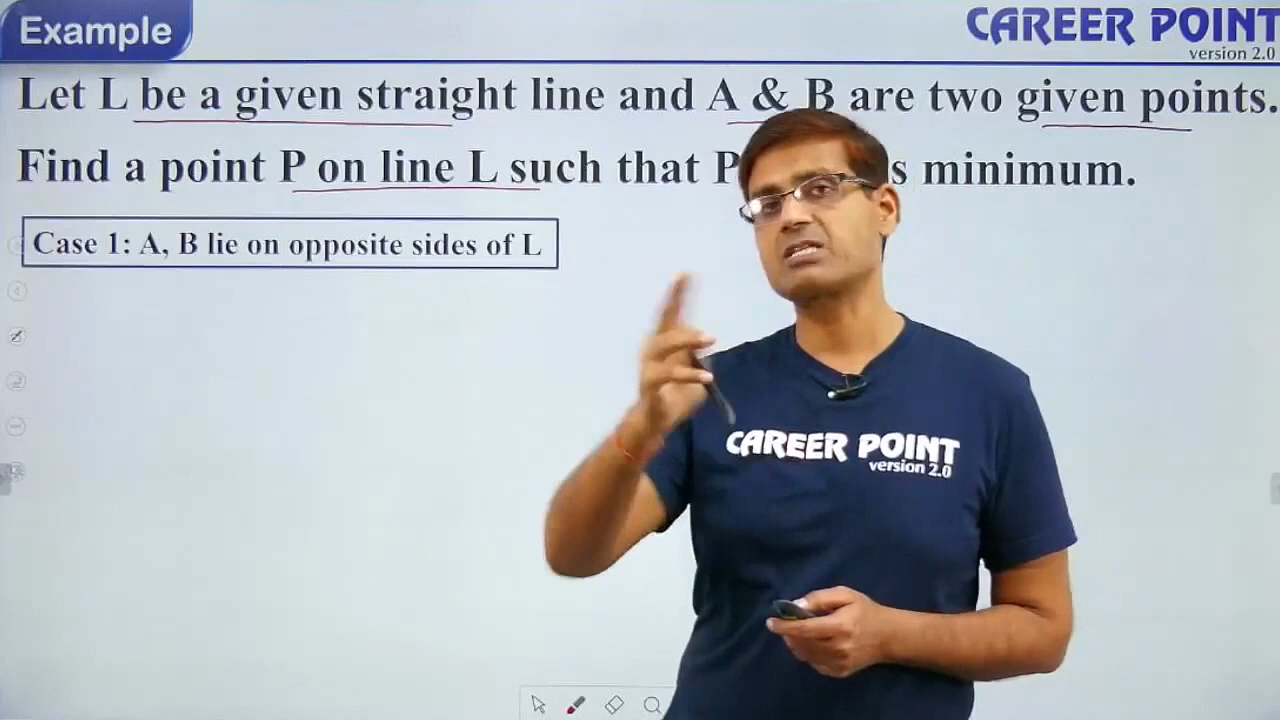 Example
CAREER POINT
version 2.0
Let L be a given straight line and A & B are two given points.
Find a point P on line L such that P s minimum.
Case 1: A, B lie on opposite sides of L
CAREER POINT
version 2.0